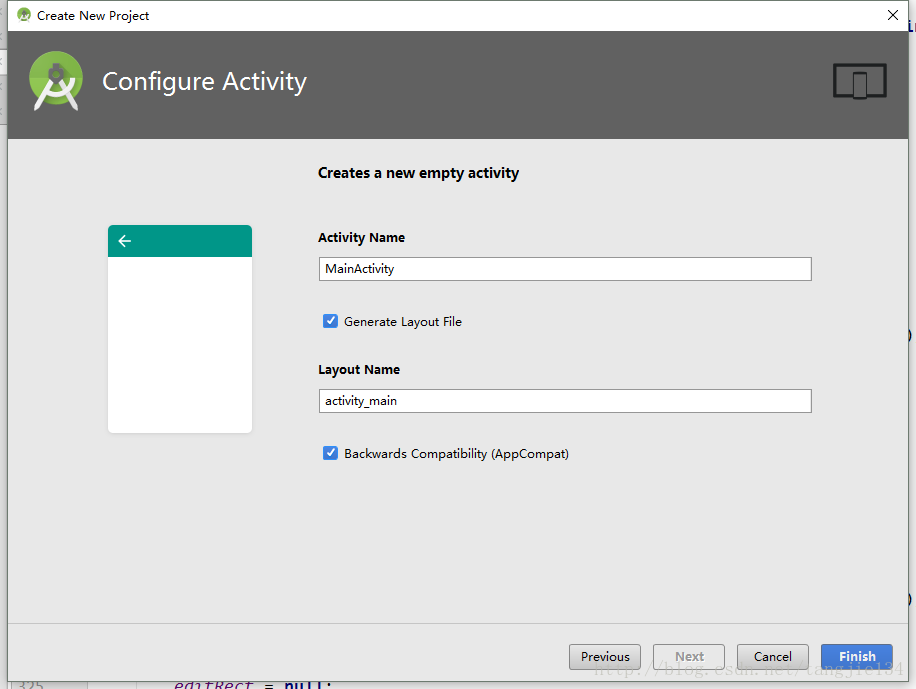 Create New Project
Configure Activity
Creates a new empty activity
Activity Name
MainActivity
Generate Layout File
Layout Name
activity_main
Backwards Compatibility (AppCompat)
Previous
Next
Cancel
Finish
http://blog.csdn.net/tangjie134
325
editRect = null;